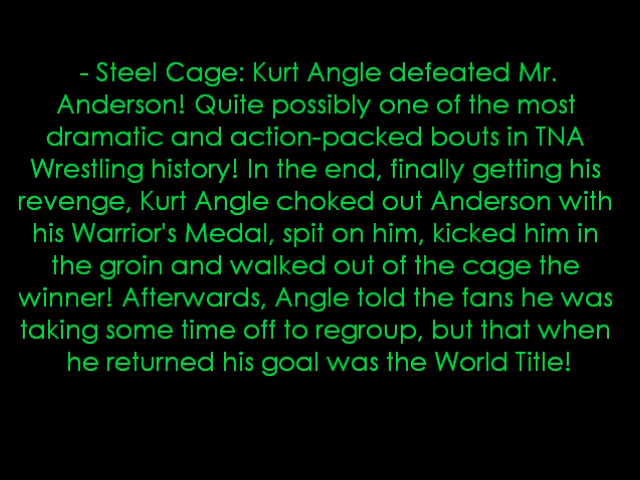 - Steel Cage: Kurt Angle defeated Mr.
Anderson! Quite possibly one of the most
dramatic and action-packed bouts in TNA
Wrestling history! In the end, finally getting his
revenge, Kurt Angle choked out Anderson with
his Warrior's Medal, spit on him, kicked him in
the groin and walked out of the cage the
winner! Afterwards, Angle told the fans he was
taking some time off to regroup, but that when
he returned his goal was the World Title!